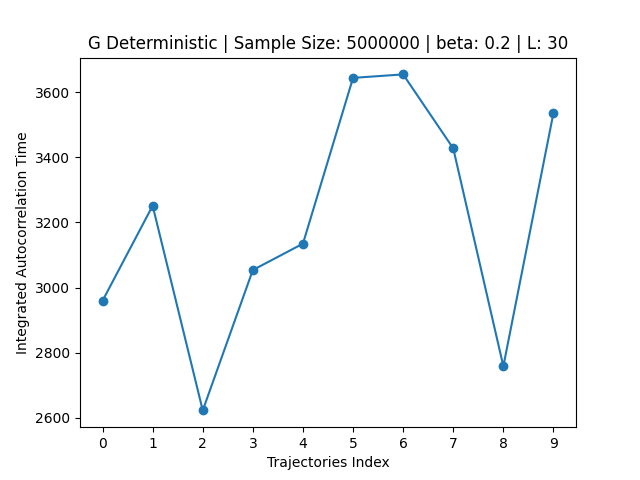 G Deterministic | Sample Size: 5000000 | beta: 0.2 | L: 30
Integrated Autocorrelation Time
3600
3400
3200
3000
2800
2600
0 1 2 3 4 5 6 7 8 9
Trajectories Index